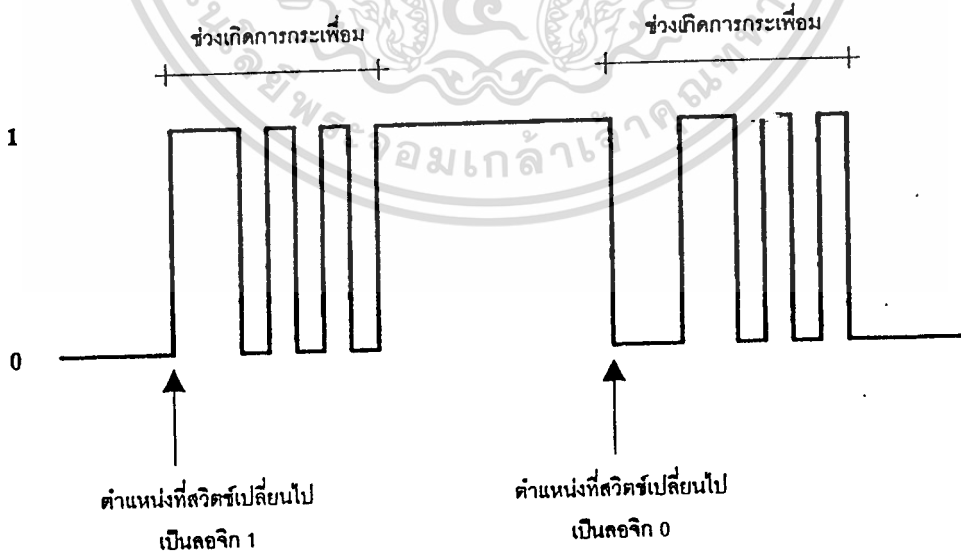 ช่วงเกิดการกระเพื่อม
ช่วงเกิดการกระเพื่อม
1
0
ตำแหน่งที่สวิตช์เปลี่ยนไป
เป็นลอจิก 1
ตำแหน่งที่สวิตช์เปลี่ยนไป
เป็นลอจิก 0